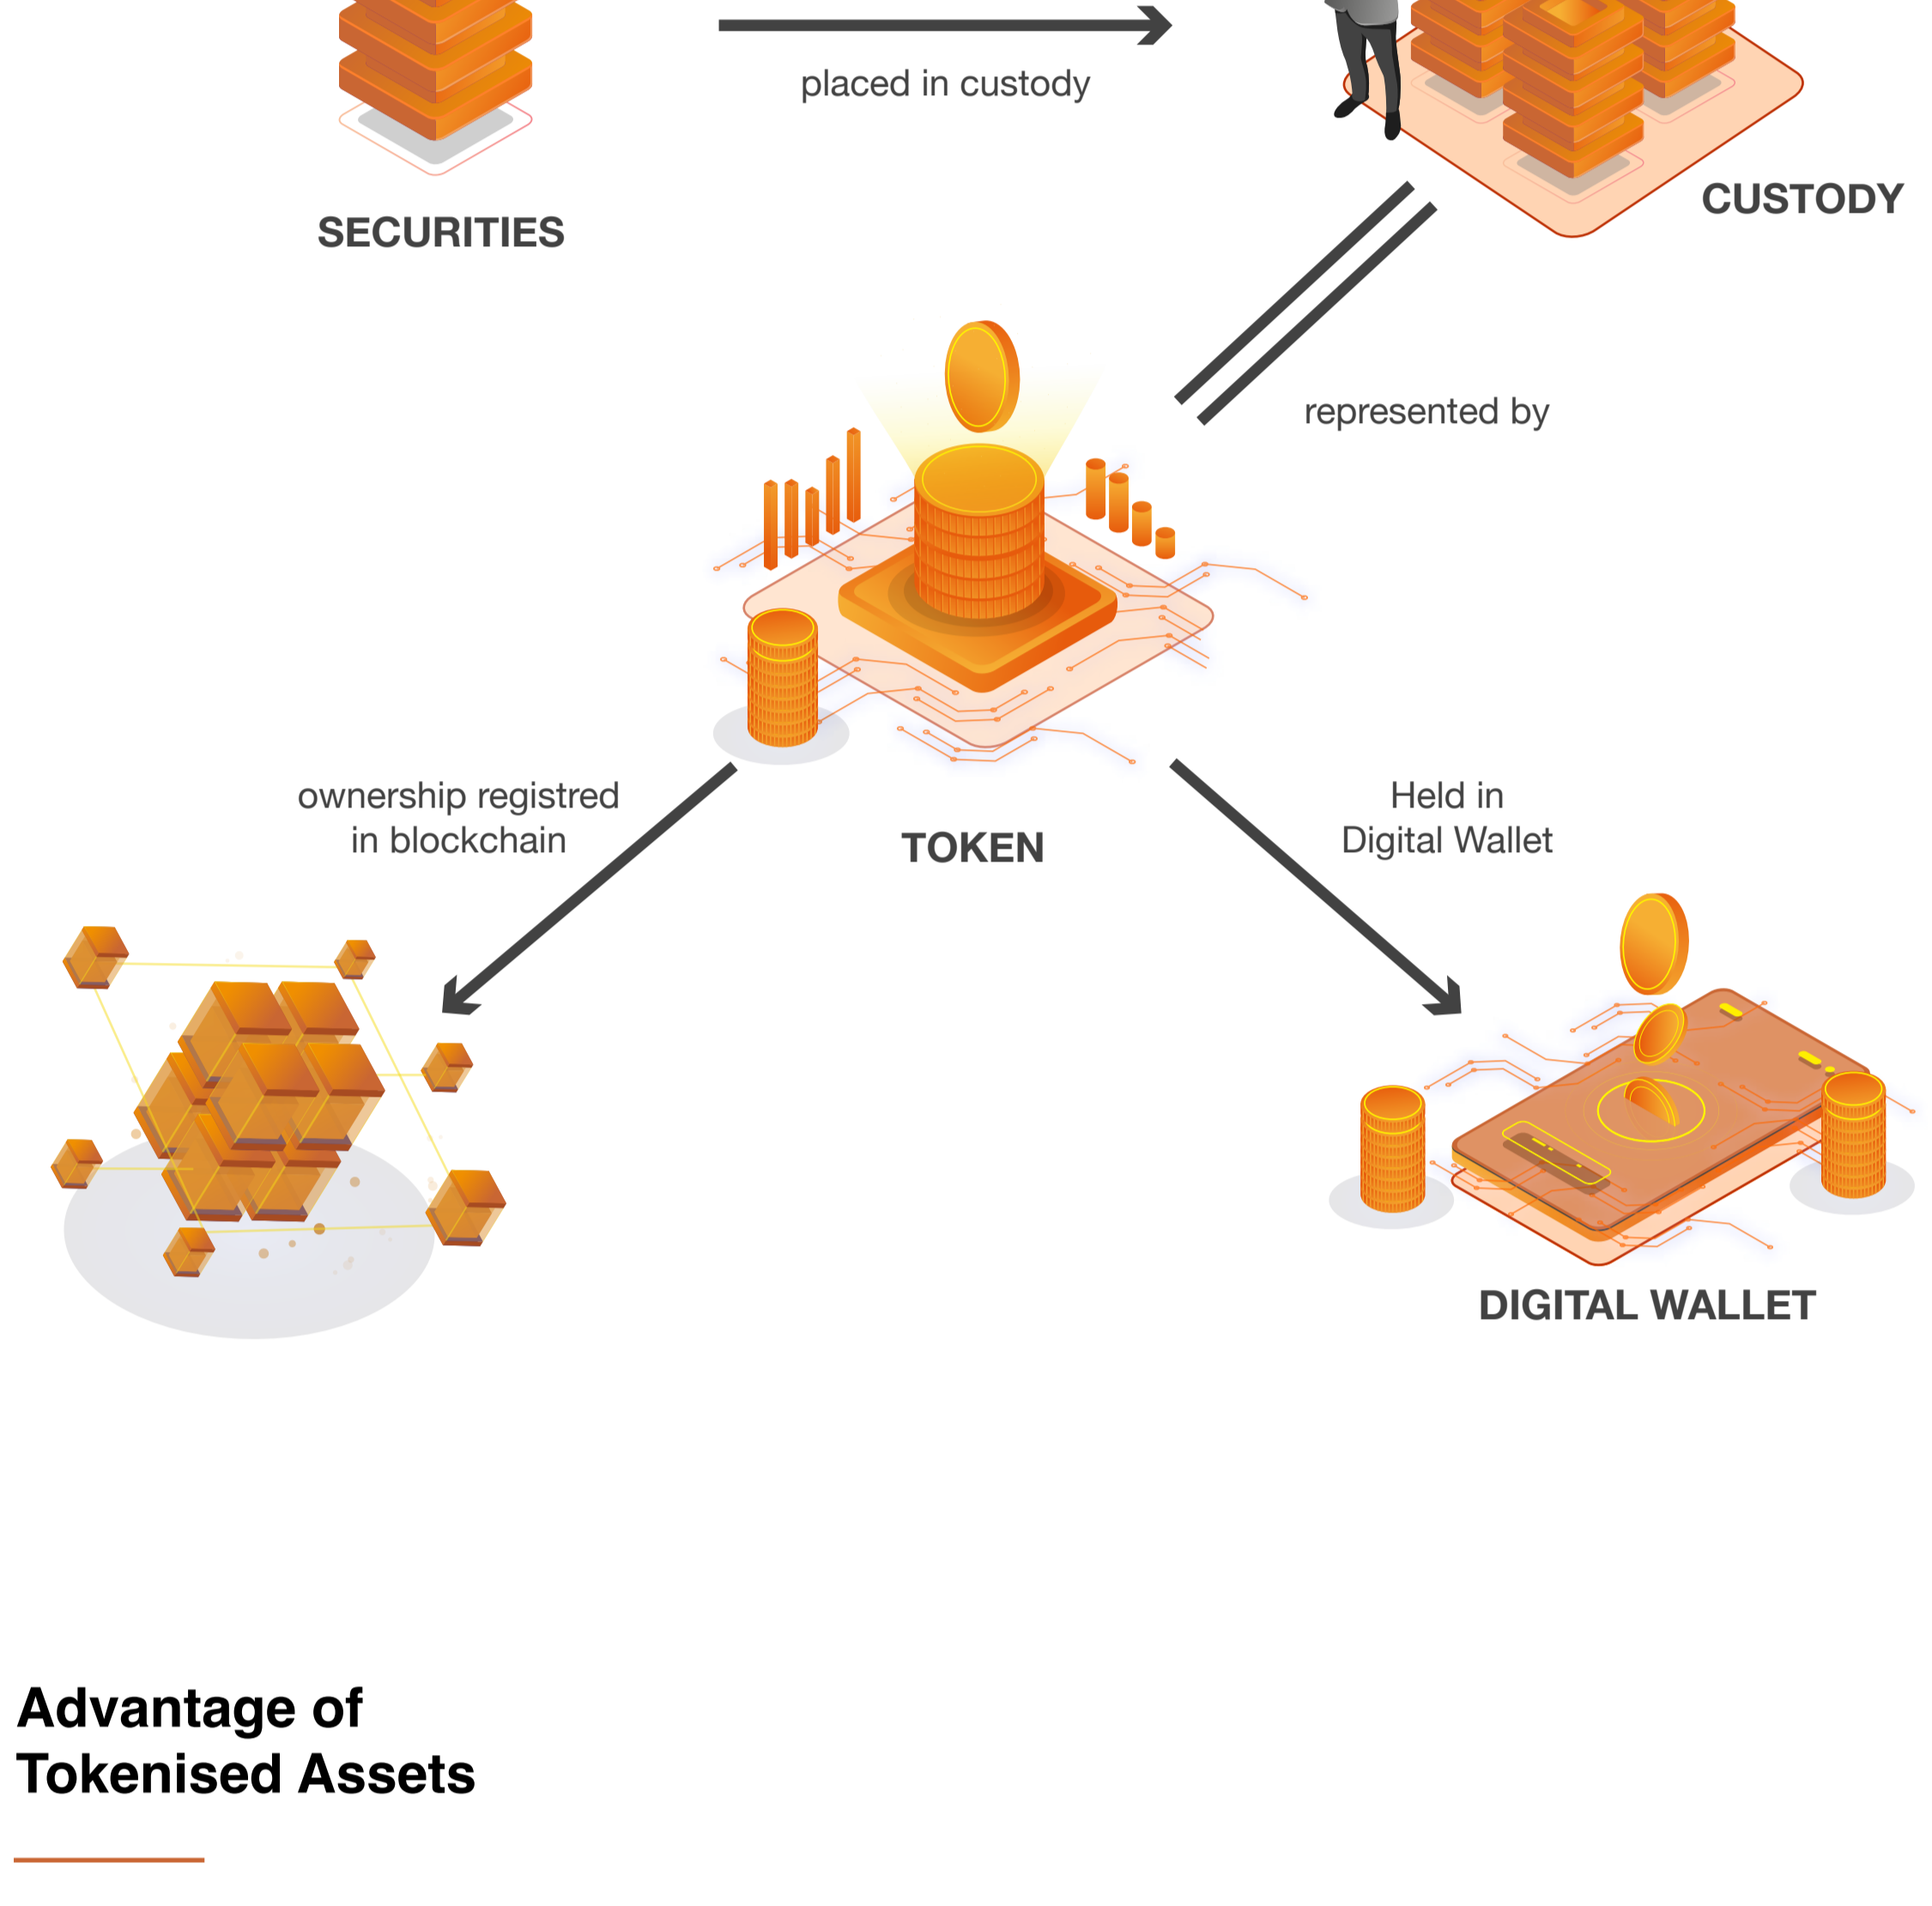 placed in custody
CUSTODY
SECURITIES
represented by
ownership registred
in blockchain
TOKEN
Held in
Digital Wallet
DIGITAL WALLET
Advantage of
Tokenised Assets